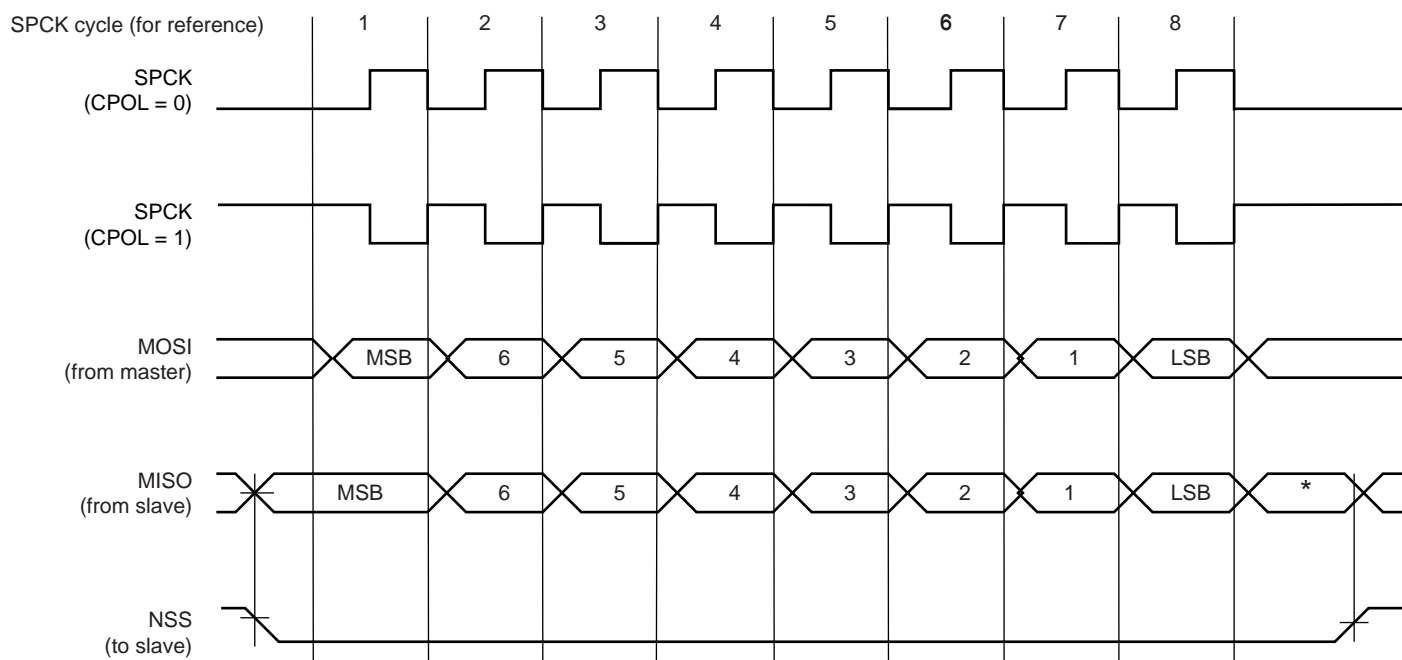 SPCK cycle (for reference) 1 2 3 4 5 6 7 8
SPCK
(CPOL = 0)
SPCK
(CPOL = 1)
MOSI
(from master)
MSB 6 5 4 3 2 1 LSB
MISO
(from slave)
MSB 6 5 4 3 2 1 LSB *
NSS
(to slave)